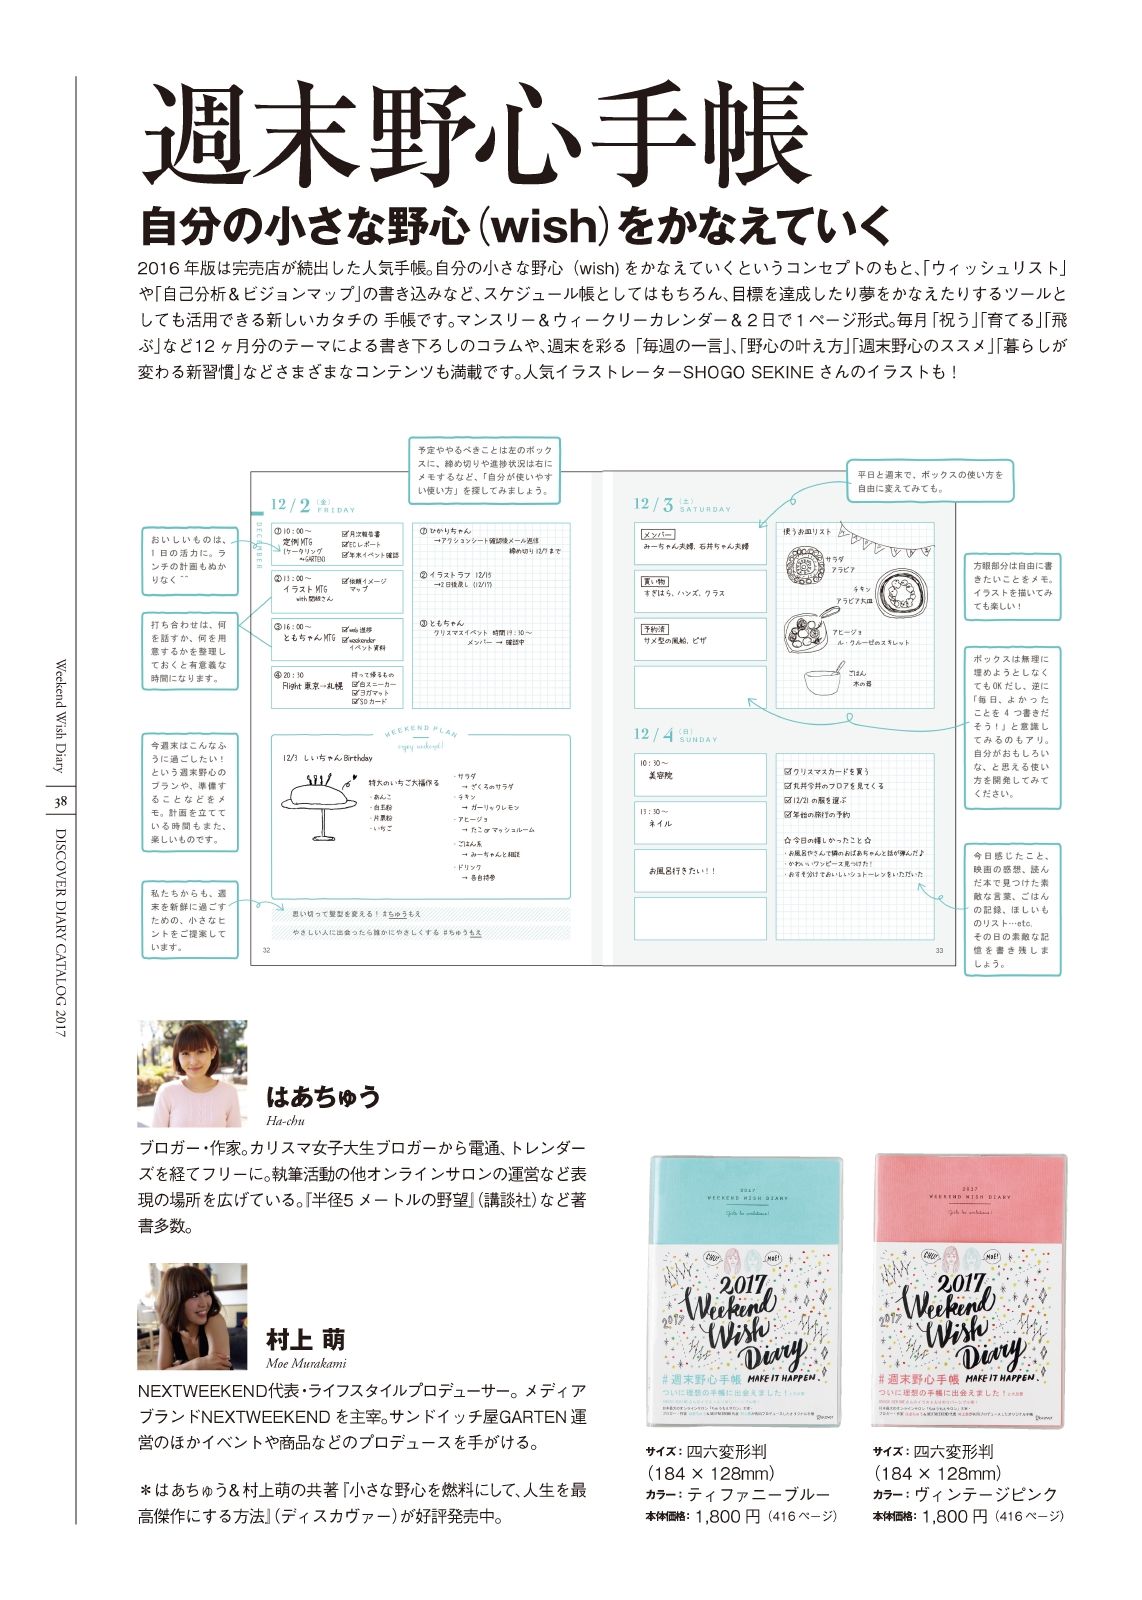 週末野心手帳
自分の小さな野心(wish)をかなえていく
2016 年版は完売店が続出した人気手帳。自分の小さな野心（wish) をかなえていくというコンセプトのもと、「ウィッシュリスト」
や「自己分析＆ビジョンマップ」の書き込みなど、スケジュール帳としてはもちろん、目標を達成したり夢をかなえたりするツールと
しても活用できる新しいカタチの 手帳です。マンスリー＆ウィークリーカレンダー＆２日で１ページ形式。毎月「祝う」「育てる」「飛
ぶ」など12 ヶ月分のテーマによる書き下ろしのコラムや、週末を彩る「毎週の一言」、「野心の叶え方」「週末野心のススメ」「暮らしが
変わる新習慣」などさまざまなコンテンツも満載です。人気イラストレーターSHOGO SEKINE さんのイラストも！
予定ややるべきことは左のボック
スに、締め切りや進捗状況は右に
メモするなど、「自分が使いやす
い使い方」を探してみましょう。
平日と週末で、ボックスの使い方を
自由に変えてみても。
おいしいものは、
1 日の活力に。ラ
ンチの計画もぬか
りなく＾＾
打ち合わせは、何
を話すか、何を用
意するかを整理し
ておくと有意義な
時間になります。
今週末はこんなふ
うに過ごしたい！
という週末野心の
プランや、準備す
ることなどをメ
モ。計画を立てて
いる時間もまた、
楽しいものです。
私たちからも、週
末を新鮮に過ごす
ための、小さなヒ
ントをご提案して
います。
12/2 (金) FRIDAY
DECEMBER
① 10：00～
定例 MTG
(ケータリング
GARTEN)
☑月次報告書
☑ECレポート
☑年末イベント確認
② 13：00～
イラスト MTG
with 関根さん
☑依頼イメージ
マップ
③ 16：00～
ともちゃん MTG
☑web 進捗
☑weekender
イベント資料
④ 20：30
Flight 東京→札幌
持って帰るもの
☑白スニーカー
☑ヨガマット
☑SDカード
① ひかりちゃん
→アクションシート確認後メール返信
締め切り 12/7まで
② イラストラフ 12/15
→2日後戻し (12/17)
③ ともちゃん
クリスマスイベント 時間 19：30～
メンバー → 確認中
WEEKEND PLAN
enjoy weekend!
12/3 しぃちゃん Birthday
特大のいちご大福作る
・あんこ
・白玉粉
・片栗粉
・いちご
・サラダ
→ ざくろのサラダ
・チキン
→ ガーリックレモン
・アヒージョ
→ たこ or マッシュルーム
・ごはん系
→ みーちゃんと相談
・ドリンク
→ 各自持参
思い切って髪型を変える！ #ちゅうもえ
やさしい人に出会ったら誰かにやさしくする #ちゅうもえ
32
12/3 (土) SATURDAY
メンバー
みーちゃん夫婦、石井ちゃん夫婦
買い物
すぎはら、ハンズ、クラス
予約済
サメ型の風船、ピザ
使うお皿リスト
サラダ
アラビア
チキン
アラビア大皿
アヒージョ
ル・クルーゼのスキレット
ごはん
木の器
12/4 (日) SUNDAY
10：30～
美容院
13：30～
ネイル
お風呂行きたい！！
☑クリスマスカードを買う
☑丸井今井のフロアを見てくる
☑12/21 の服を選ぶ
☑年始の旅行の予約
☆今日の嬉しかったこと☆
・お風呂やさんで隣のおばあちゃんと話が弾んだ♪
・かわいいワンピース見つけた！
・おすそ分けでおいしいシュトーレンをいただいた
33
方眼部分は自由に書
きたいことをメモ。
イラストを描いてみ
ても楽しい！
ボックスは無理に
埋めようとしなく
てもOKだし、逆に
「毎日、よかった
ことを 4 つ書きだ
そう！」と意識し
てみるのもアリ。
自分がおもしろい
な、と思える使い
方を開発してみて
ください。
今日感じたこと、
映画の感想、読ん
だ本で見つけた素
敵な言葉、ごはん
の記録、ほしいも
のリスト…etc.
その日の素敵な記
憶を書き残しま
しょう。
Weekend Wish Diary
38
DISCOVER DIARY CATALOG 2017
はあちゅう
Ha-chu
ブロガー・作家。カリスマ女子大生ブロガーから電通、トレンダー
ズを経てフリーに。執筆活動の他オンラインサロンの運営など表
現の場所を広げている。『半径5 メートルの野望』（講談社）など著
書多数。
村上 萌
Moe Murakami
NEXTWEEKEND代表・ライフスタイルプロデューサー。メディア
ブランドNEXTWEEKEND を主宰。サンドイッチ屋GARTEN 運
営のほかイベントや商品などのプロデュースを手がける。
＊はあちゅう＆村上萌の共著『小さな野心を燃料にして、人生を最
高傑作にする方法』（ディスカヴァー）が好評発売中。
2017
WEEKEND WISH DIARY
Girls be ambitious!
CHU! MOE!
2017
Weekend
Wish
Diary
2017
#週末野心手帳 MAKE IT HAPPEN.
ついに理想の手帳に出会えました！
2017
WEEKEND WISH DIARY
Girls be ambitious!
CHU! MOE!
2017
Weekend
Wish
Diary
2017
#週末野心手帳 MAKE IT HAPPEN.
ついに理想の手帳に出会えました！
サイズ：四六変形判
（184 × 128mm）
カラー：ティファニーブルー
本体価格：1,800 円（416 ページ）
サイズ：四六変形判
（184 × 128mm）
カラー：ヴィンテージピンク
本体価格：1,800 円（416 ページ）